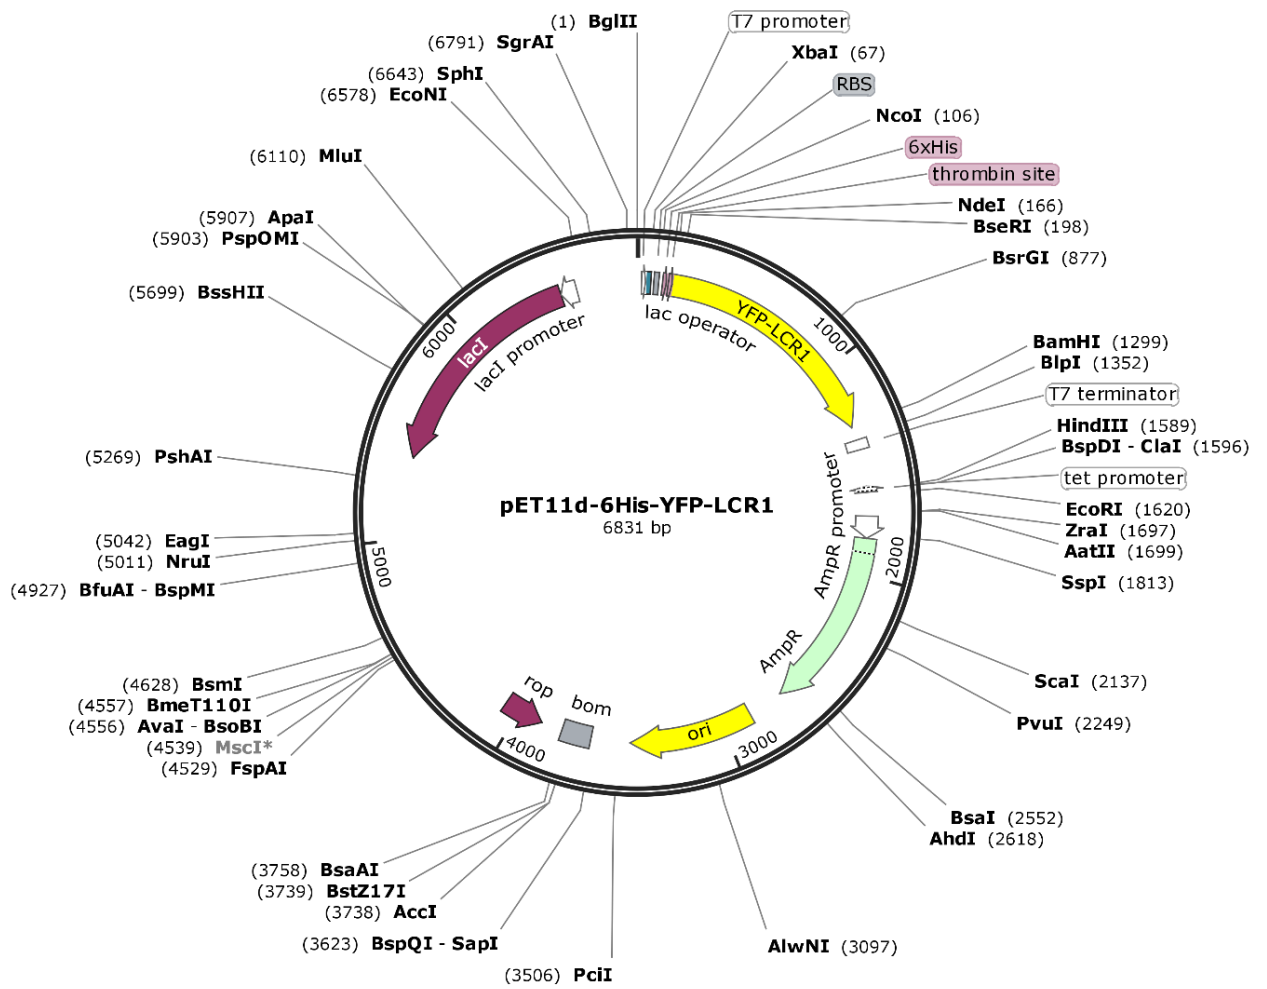 (1) BglII
T7 promoter
(6791) SgrAI
XbaI (67)
(6643) SphI
RBS
(6578) EcoNI
NcoI (106)
6xHis
(6110) MluI
thrombin site
NdeI (166)
(5907) ApaI
BseRI (198)
(5903) PspOMI
BsrGI (877)
(5699) BssHII
lac operator
YFP-LCR1
1000
6000
lacI
lacI promoter
BamHI (1299)
BlpI (1352)
T7 terminator
HindIII (1589)
BspDI - ClaI (1596)
(5269) PshAI
tet promoter
pET11d-6His-YFP-LCR1
6831 bp
EcoRI (1620)
ZraI (1697)
AatII (1699)
AmpR promoter
(5042) EagI
(5011) NruI
5000
2000
SspI (1813)
(4927) BfuAI - BspMI
AmpR
ScaI (2137)
PvuI (2249)
(4628) BsmI
(4557) BmeT110I
(4556) AvaI - BsoBI
(4539) MscI*
(4529) FspAI
rop
bom
ori
4000
3000
BsaI (2552)
AhdI (2618)
(3758) BsaAI
(3739) BstZ17I
(3738) AccI
(3623) BspQI - SapI
AlwNI (3097)
(3506) PciI